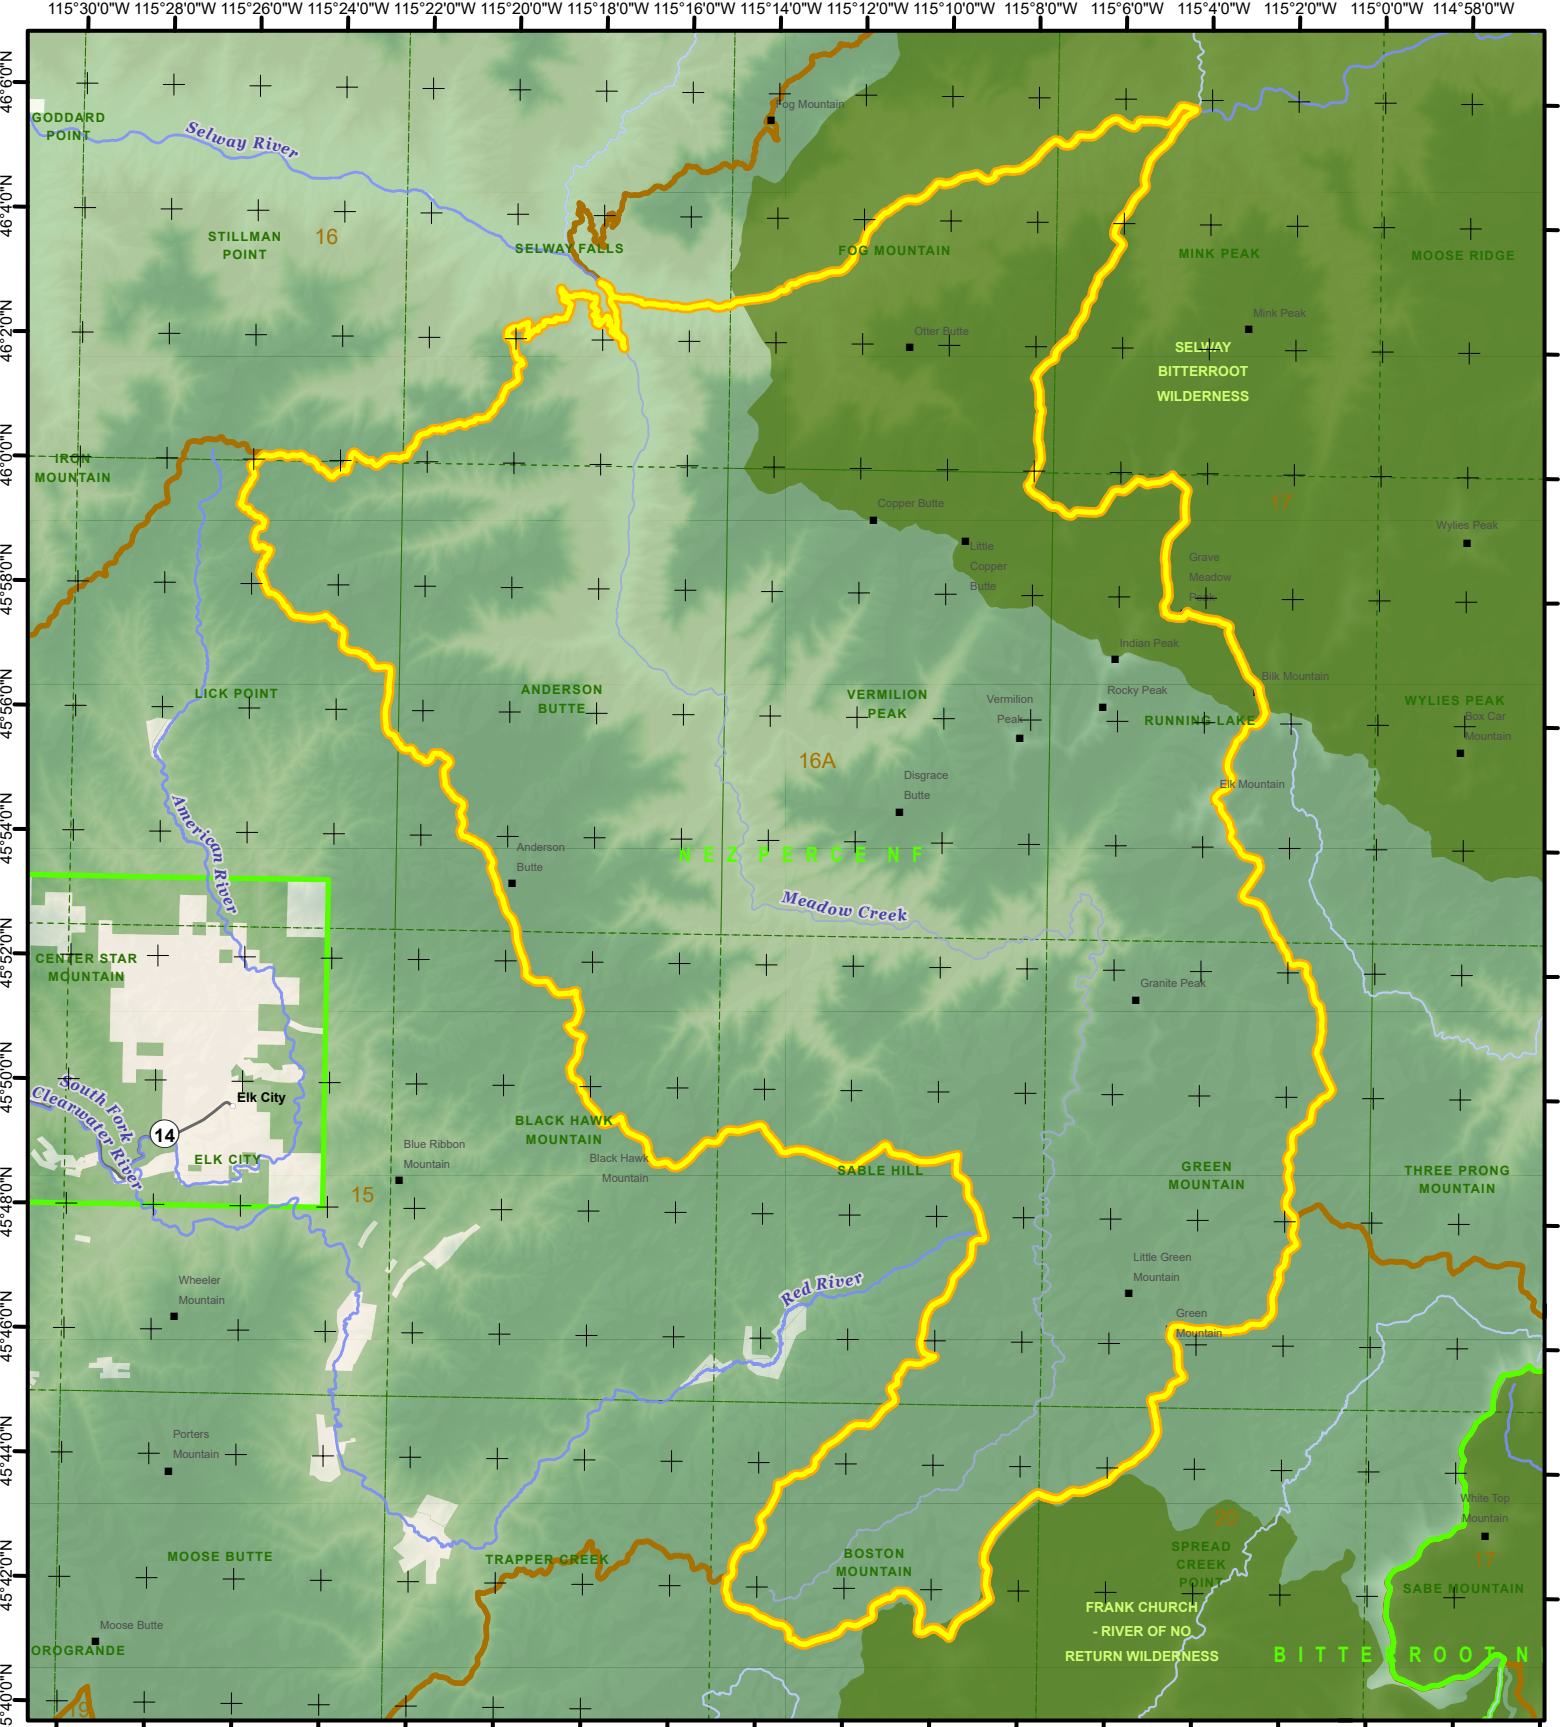 115°30'0"W 115°28'0"W 115°26'0"W 115°24'0"W 115°22'0"W 115°20'0"W 115°18'0"W 115°16'0"W 115°14'0"W 115°12'0"W 115°10'0"W 115°8'0"W 115°6'0"W 115°4'0"W 115°2'0"W 115°0'0"W 114°58'0"W
46°6'0"N
46°4'0"N
46°2'0"N
46°0'0"N
45°58'0"N
45°56'0"N
45°54'0"N
45°52'0"N
45°50'0"N
45°48'0"N
45°46'0"N
45°44'0"N
45°42'0"N
5°40'0"N
Fog Mountain
GODDARD
POINT
Selway River
STILLMAN
POINT
16
SELWAY FALLS
FOG MOUNTAIN
MINK PEAK
MOOSE RIDGE
Mink Peak
Otter Butte
SELWAY
BITTERROOT
WILDERNESS
IRON
MOUNTAIN
Copper Butte
17
Wylies Peak
Little
Copper
Butte
Grave
Meadow
Peak
Indian Peak
Bilk Mountain
LICK POINT
ANDERSON
BUTTE
VERMILION
PEAK
Vermilion
Peak
Rocky Peak
RUNNING LAKE
WYLIES PEAK
Box Car
Mountain
16A
Disgrace
Butte
Elk Mountain
American River
Anderson
Butte
NEZ PERCE NF
Meadow Creek
CENTER STAR
MOUNTAIN
Granite Peak
South Fork
Clearwater River
Elk City
14
ELK CITY
BLACK HAWK
MOUNTAIN
Blue Ribbon
Mountain
Black Hawk
Mountain
SABLE HILL
GREEN
MOUNTAIN
THREE PRONG
MOUNTAIN
15
Red River
Little Green
Mountain
Wheeler
Mountain
Green
Mountain
Porters
Mountain
White Top
Mountain
20
17
MOOSE BUTTE
TRAPPER CREEK
BOSTON
MOUNTAIN
SPREAD
CREEK
POINT
SABE MOUNTAIN
FRANK CHURCH
- RIVER OF NO
RETURN WILDERNESS
Moose Butte
OROGRANDE
BITTERROOT N
19